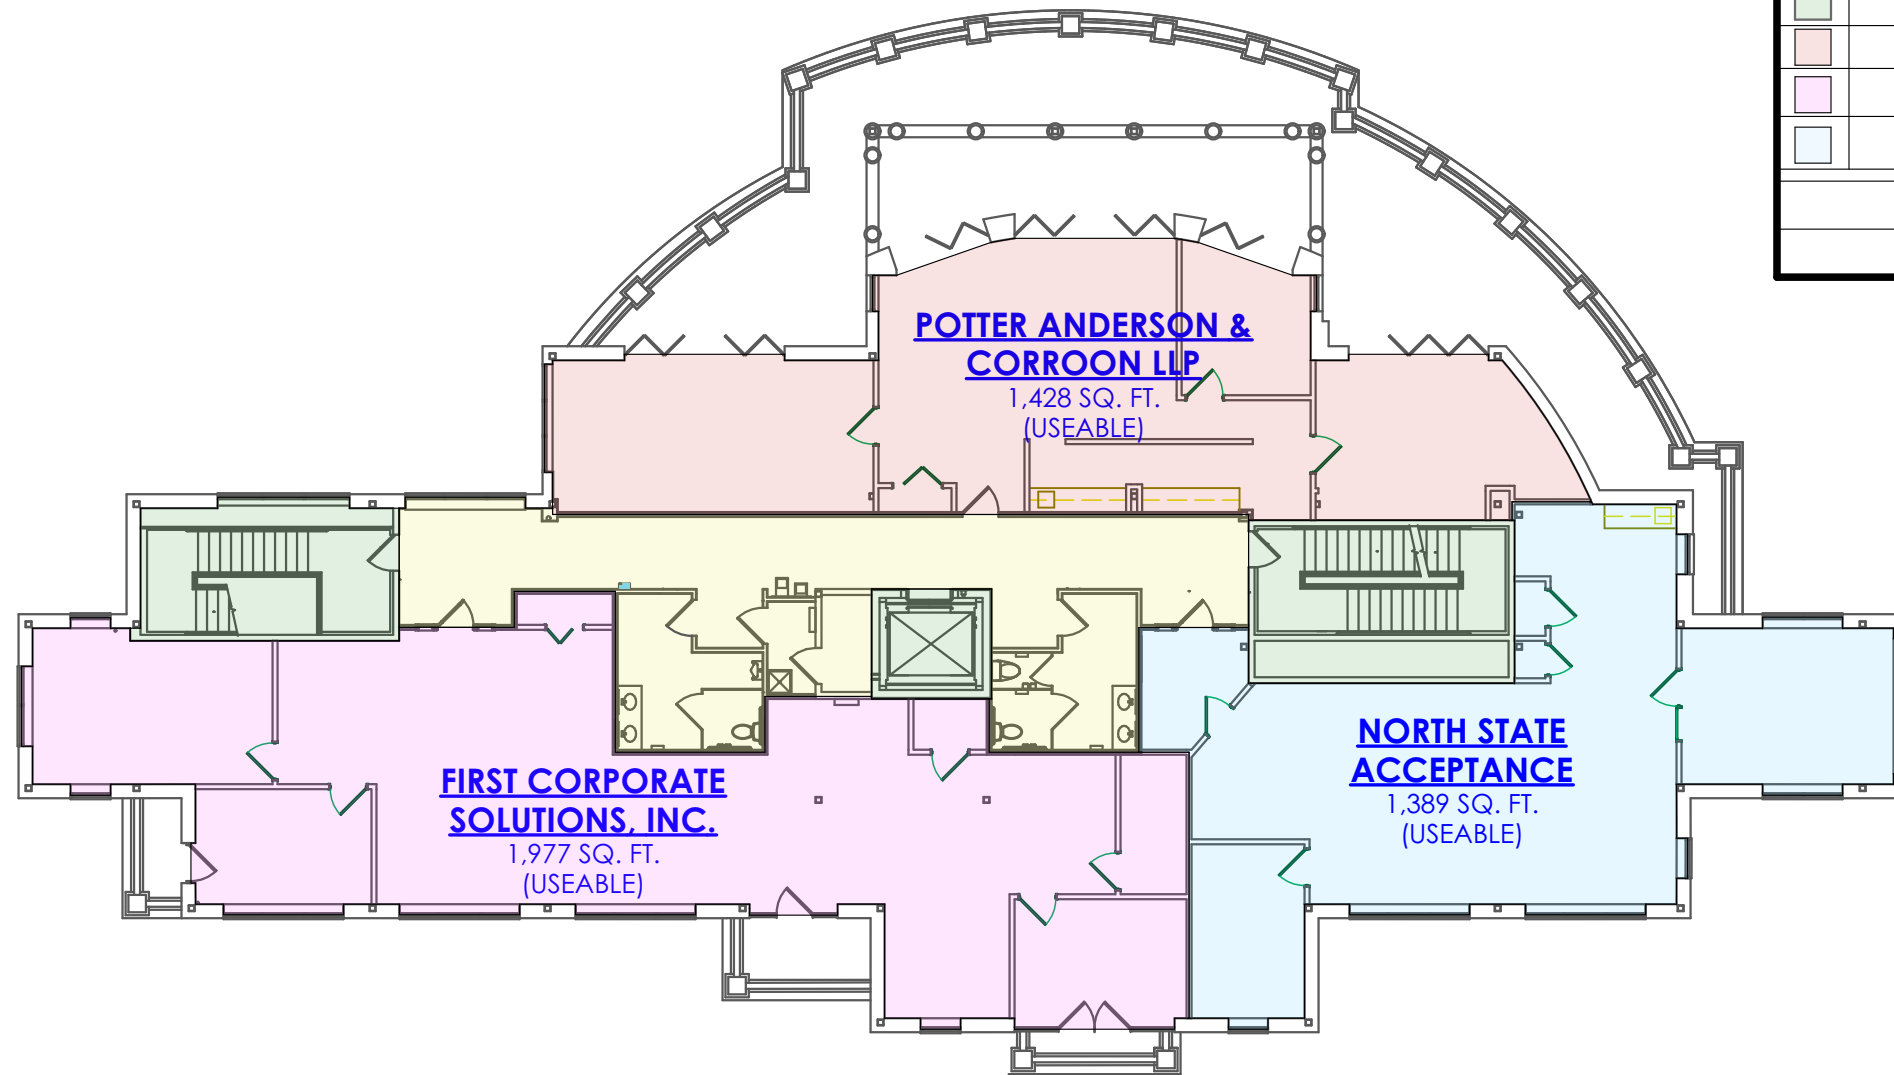 POTTER ANDERSON &
CORROON LLP
1,428 SQ. FT.
(USEABLE)
FIRST CORPORATE
SOLUTIONS, INC.
1,977 SQ. FT.
(USEABLE)
NORTH STATE
ACCEPTANCE
1,389 SQ. FT.
(USEABLE)